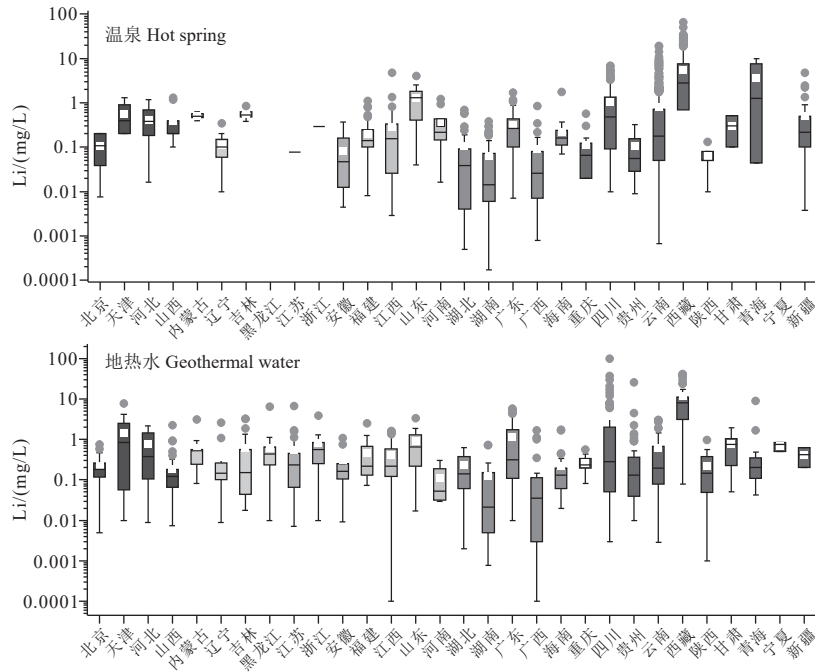 100
温泉 Hot spring
10
1
0.1
0.01
0.001
0.0001
Li/(mg/L)
北京 天津 河北 山西 内蒙古 辽宁 吉林 黑龙江 江苏 浙江 安徽 福建 江西 山东 河南 湖北 湖南 广东 广西 海南 重庆 四川 贵州 云南 西藏 陕西 甘肃 青海 宁夏 新疆
100
地热水 Geothermal water
10
1
0.1
0.01
0.001
0.0001
Li/(mg/L)
北京 天津 河北 山西 内蒙古 辽宁 吉林 黑龙江 江苏 浙江 安徽 福建 江西 山东 河南 湖北 湖南 广东 广西 海南 重庆 四川 贵州 云南 西藏 陕西 甘肃 青海 宁夏 新疆